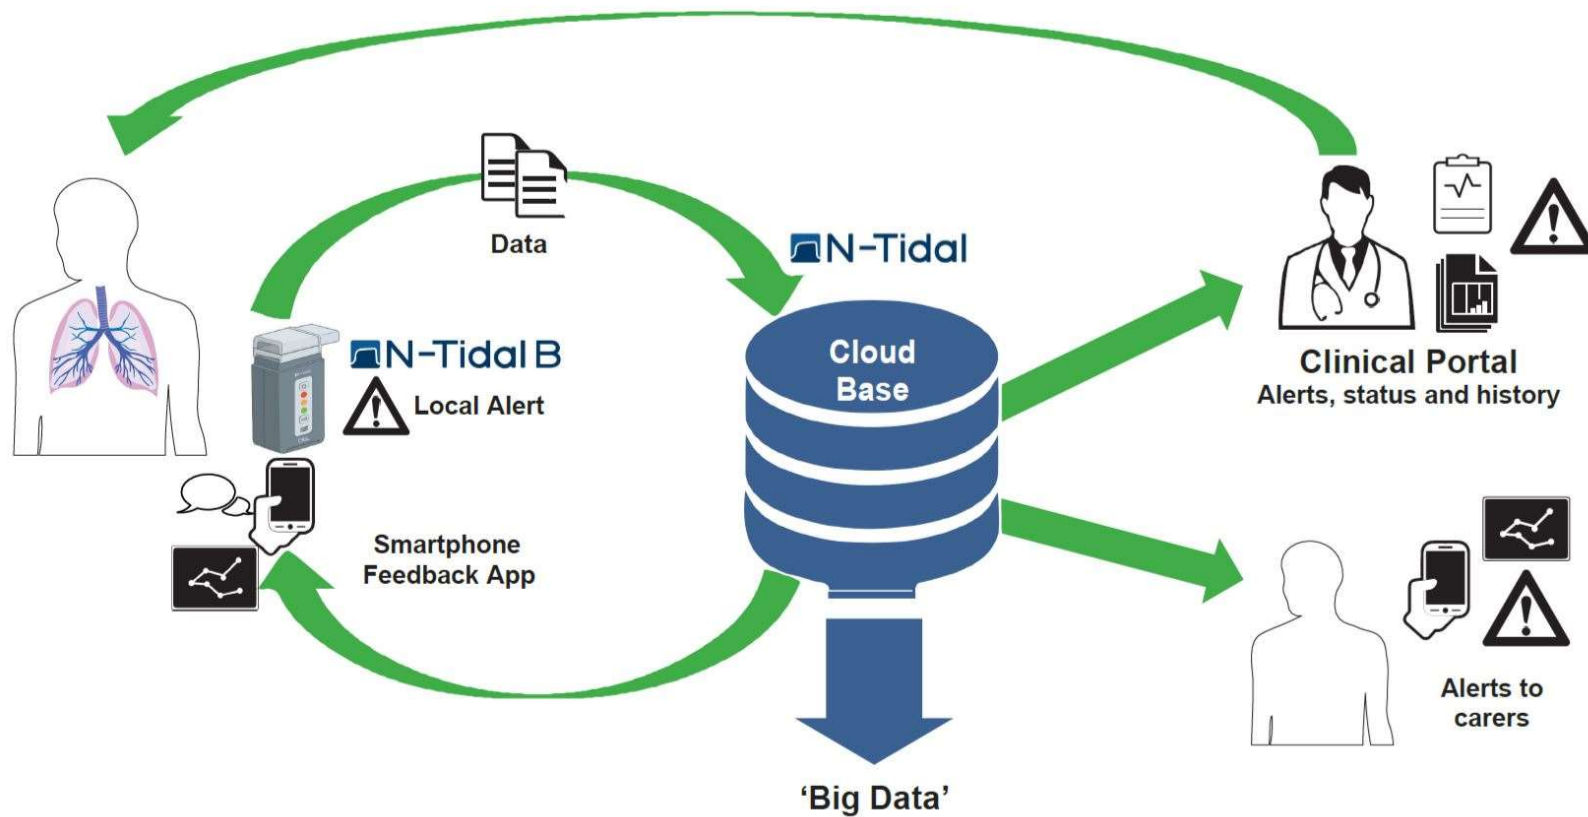 Data
N-Tidal
N-Tidal B
Local Alert
Cloud
Base
Clinical Portal
Alerts, status and history
Smartphone
Feedback App
Alerts to
carers
‘Big Data’